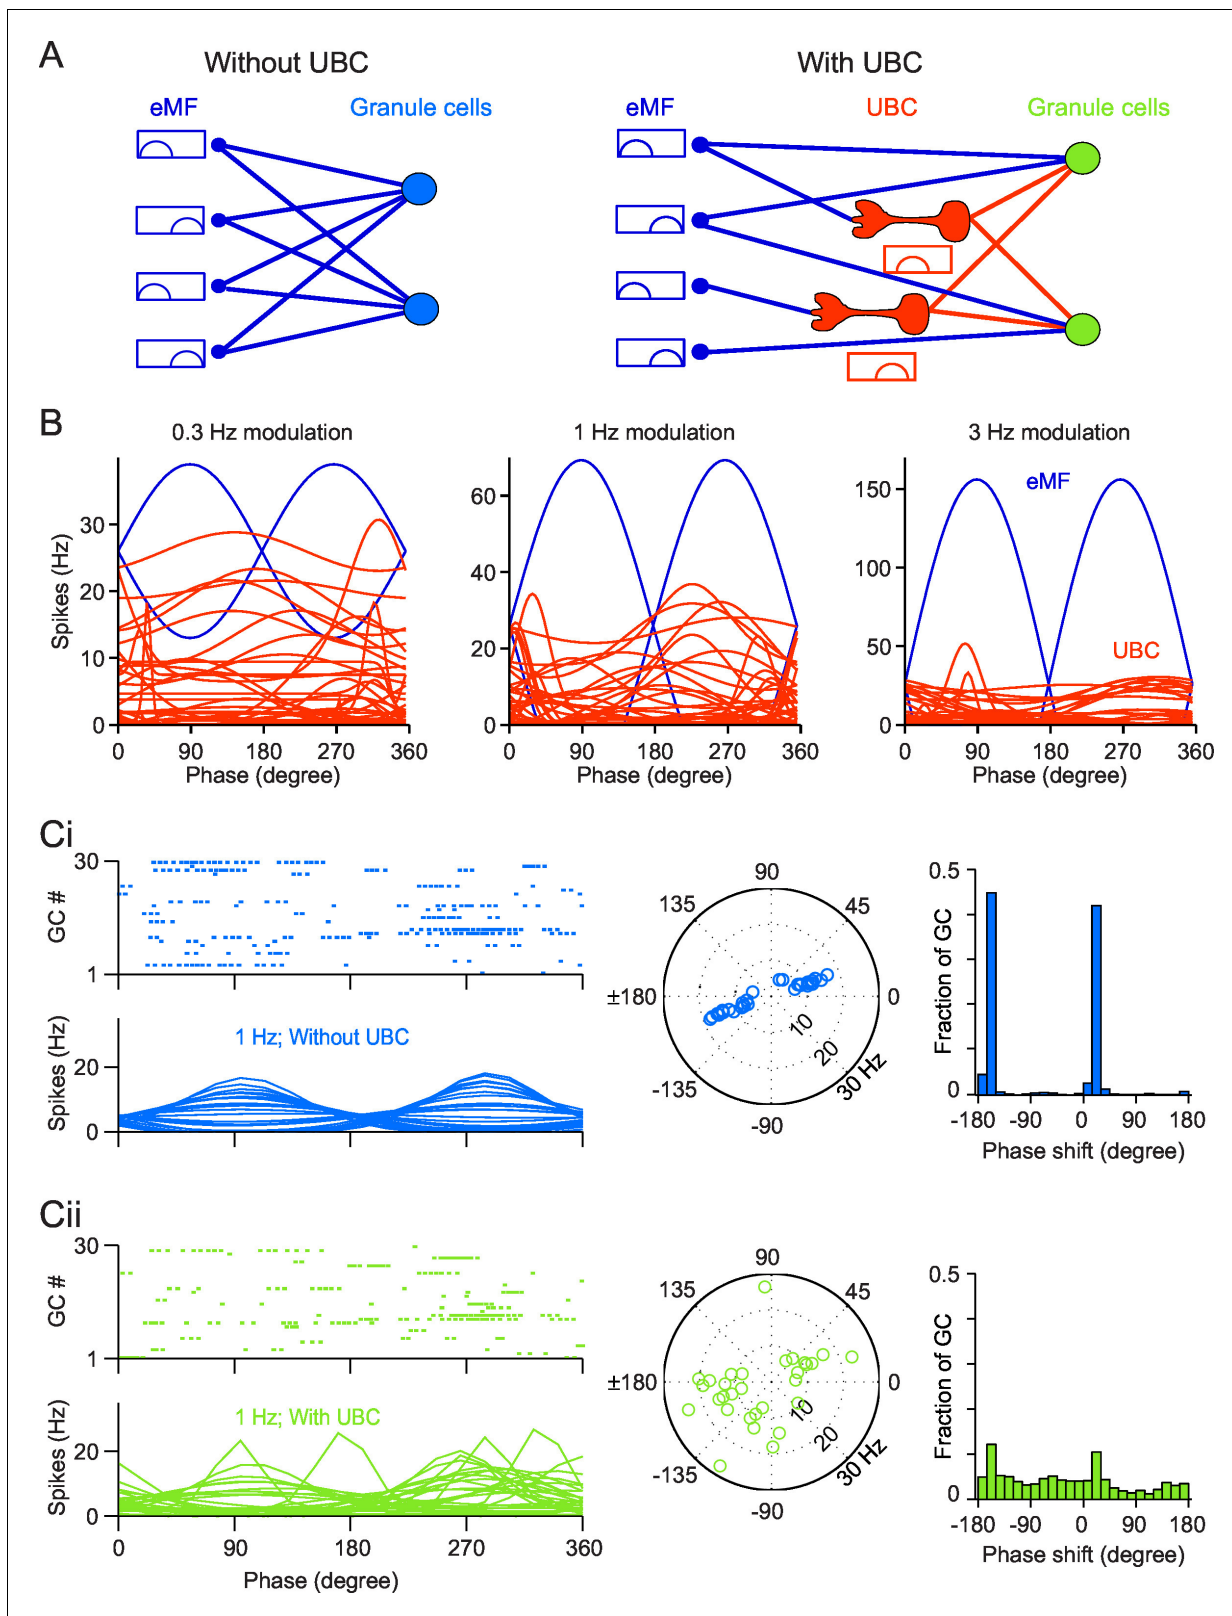 A
Without UBC
With UBC
eMF
Granule cells
eMF
UBC
Granule cells
B
0.3 Hz modulation
1 Hz modulation
3 Hz modulation
Spikes (Hz)
30
20
10
0
0 90 180 270 360
Phase (degree)
60
40
20
0
0 90 180 270 360
Phase (degree)
150
100
50
0
eMF
UBC
0 90 180 270 360
Phase (degree)
Ci
GC #
30
1
Spikes (Hz)
20
0
1 Hz; Without UBC
90
135
45
±180
0
-135
-90
10
20
30 Hz
Fraction of GC
0.5
0
-180 -90 0 90 180
Phase shift (degree)
Cii
GC #
30
1
Spikes (Hz)
20
0
1 Hz; With UBC
0 90 180 270 360
Phase (degree)
90
135
45
±180
0
-135
-90
10
20
30 Hz
Fraction of GC
0.5
0
-180 -90 0 90 180
Phase shift (degree)